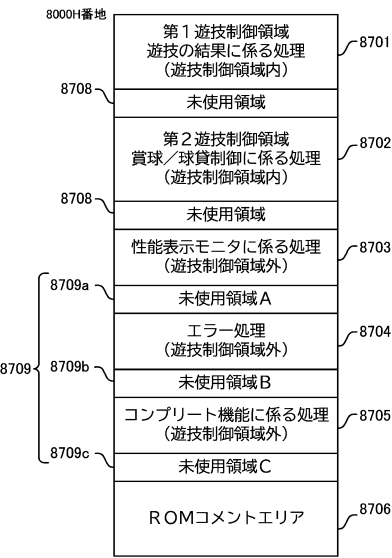 8000H番地
第1遊技制御領域
遊技の結果に係る処理
（遊技制御領域内）
8701
8708
未使用領域
第2遊技制御領域
賞球／球貸制御に係る処理
（遊技制御領域内）
8702
8708
未使用領域
性能表示モニタに係る処理
（遊技制御領域外）
8703
8709
8709a
未使用領域A
エラー処理
（遊技制御領域外）
8704
8709b
未使用領域B
コンプリート機能に係る処理
（遊技制御領域外）
8705
8709c
未使用領域C
ROMコメントエリア
8706